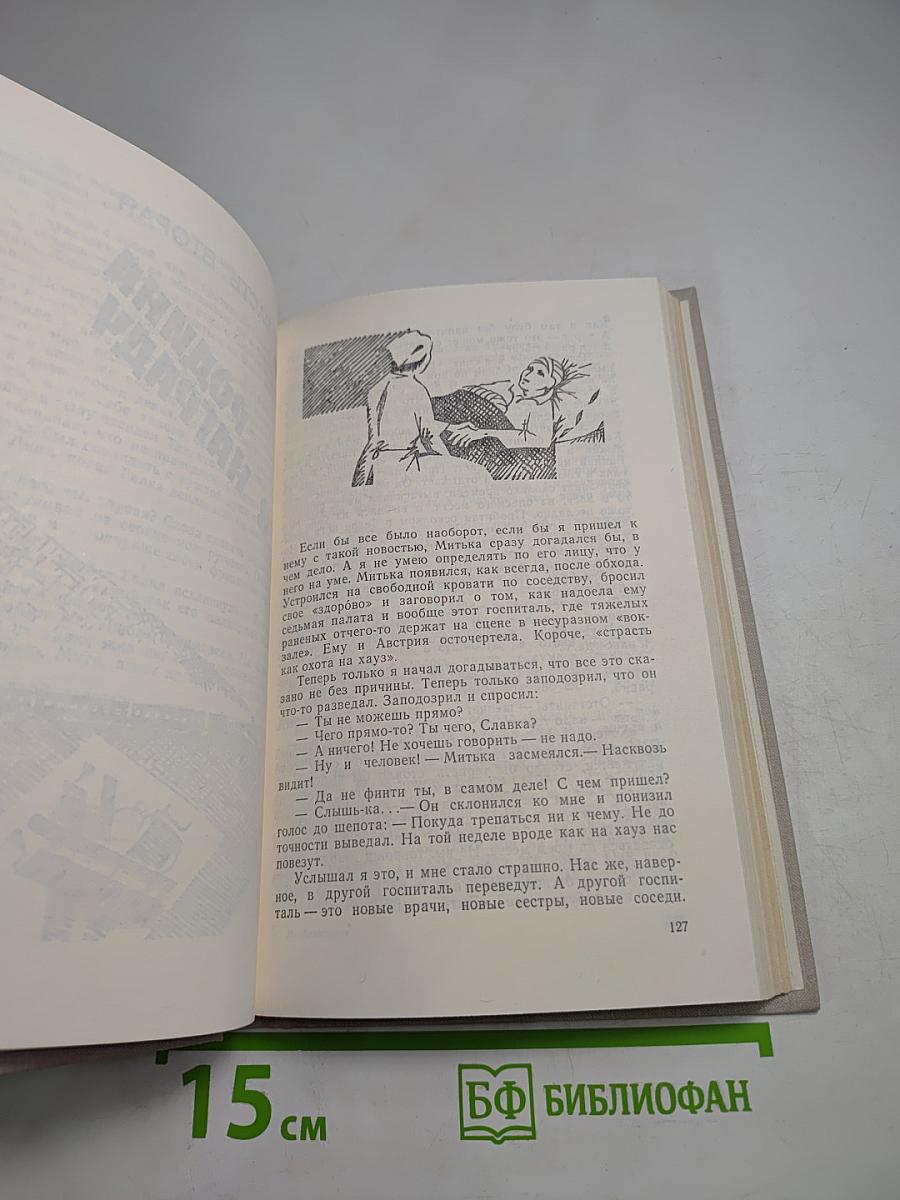 Если бы все было наоборот, если бы я пришел к
нему с такой новостью, Митька сразу догадался бы, в
чем дело. А я не умею определять по его лицу, что у
него на уме. Митька появился, как всегда, после обхода.
Устроился на свободной кровати по соседству, бросил
свое «здоро́во» и заговорил о том, как надоела ему
седьмая палата и вообще этот госпиталь, где тяжелых
раненых отчего-то держат на сцене в несуразном «вок-
зале». Ему и Австрия осточертела. Короче, «страсть
как охота на хауз».
Теперь только я начал догадываться, что все это ска-
зано не без причины. Теперь только заподозрил, что он
что-то разведал. Заподозрил и спросил:
— Ты не можешь прямо?
— Чего прямо-то? Ты чего, Славка?
— А ничего! Не хочешь говорить — не надо.
— Ну и человек! — Митька засмеялся.— Насквозь
видит!
— Да не финти ты, в самом деле! С чем пришел?
— Слышь-ка. . .— Он склонился ко мне и понизил
голос до шепота: — Покуда трепаться ни к чему. Не до
точности выведал. На той неделе вроде как на хауз нас
повезут.
Услышал я это, и мне стало страшно. Нас же, навер-
ное, в другой госпиталь переведут. А другой госпи-
таль — это новые врачи, новые сестры, новые соседи.
127
15 см
БФ БИБЛИОФАН